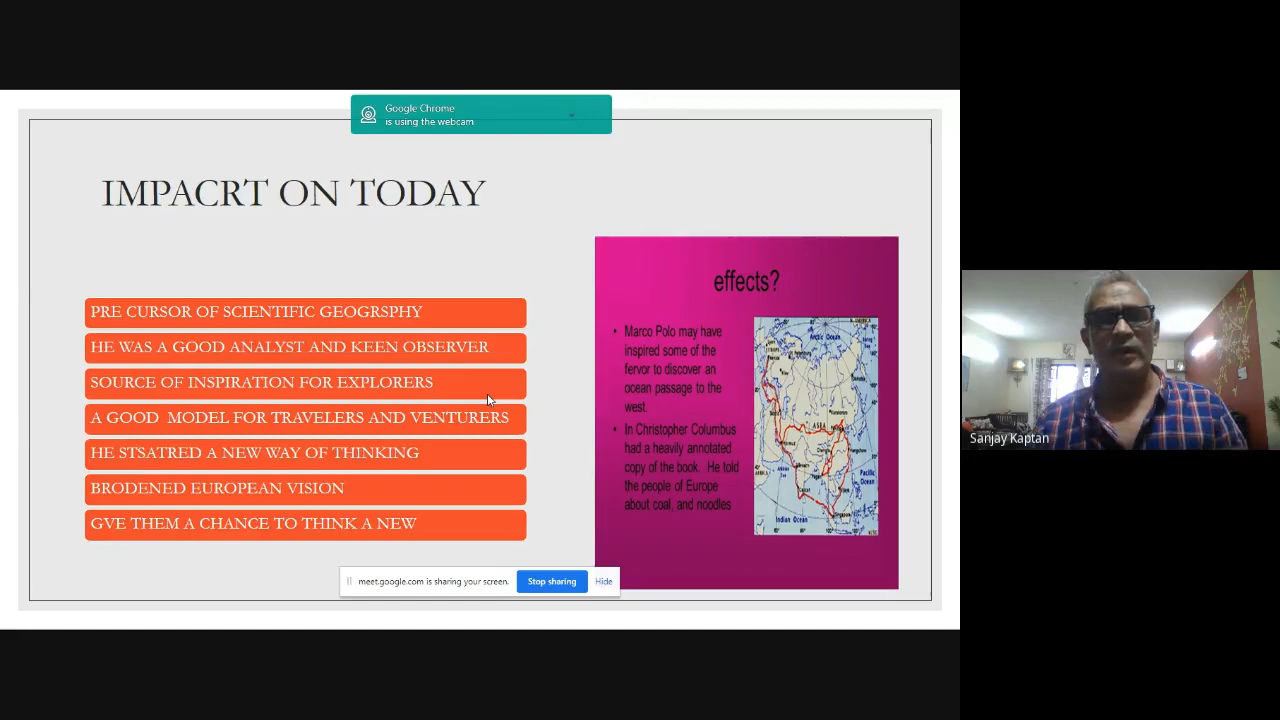 Google Chrome
is using the webcam
IMPACRT ON TODAY
PRE CURSOR OF SCIENTIFIC GEOGRSPHY
HE WAS A GOOD ANALYST AND KEEN OBSERVER
SOURCE OF INSPIRATION FOR EXPLORERS
A GOOD MODEL FOR TRAVELERS AND VENTURERS
HE STSATRED A NEW WAY OF THINKING
BRODENED EUROPEAN VISION
GVE THEM A CHANCE TO THINK A NEW
effects?
• Marco Polo may have
inspired some of the
fervor to discover an
ocean passage to the
west.
• In Christopher Columbus
had a heavily annotated
copy of the book. He told
the people of Europe
about coal, and noodles
Arctic Ocean
ASIA
Pacific
Ocean
Indian Ocean
meet.google.com is sharing your screen.
Stop sharing
Hide
Sanjay Kaptan